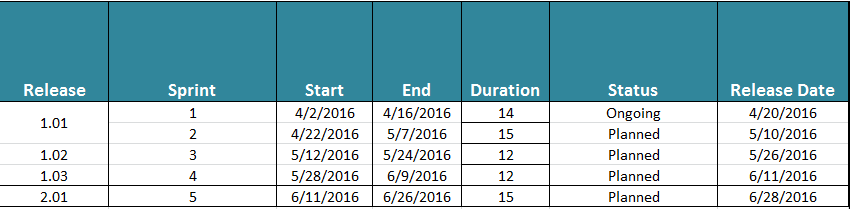 Release Sprint Start End Duration Status Release Date
1.01 1 4/2/2016 4/16/2016 14 Ongoing 4/20/2016
2 4/22/2016 5/7/2016 15 Planned 5/10/2016
1.02 3 5/12/2016 5/24/2016 12 Planned 5/26/2016
1.03 4 5/28/2016 6/9/2016 12 Planned 6/11/2016
2.01 5 6/11/2016 6/26/2016 15 Planned 6/28/2016